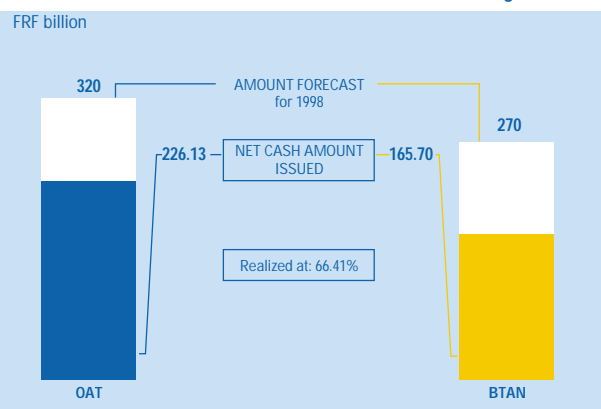 FRF billion
320
AMOUNT FORECAST
for 1998
270
226.13
NET CASH AMOUNT
ISSUED
165.70
Realized at: 66.41%
OAT
BTAN